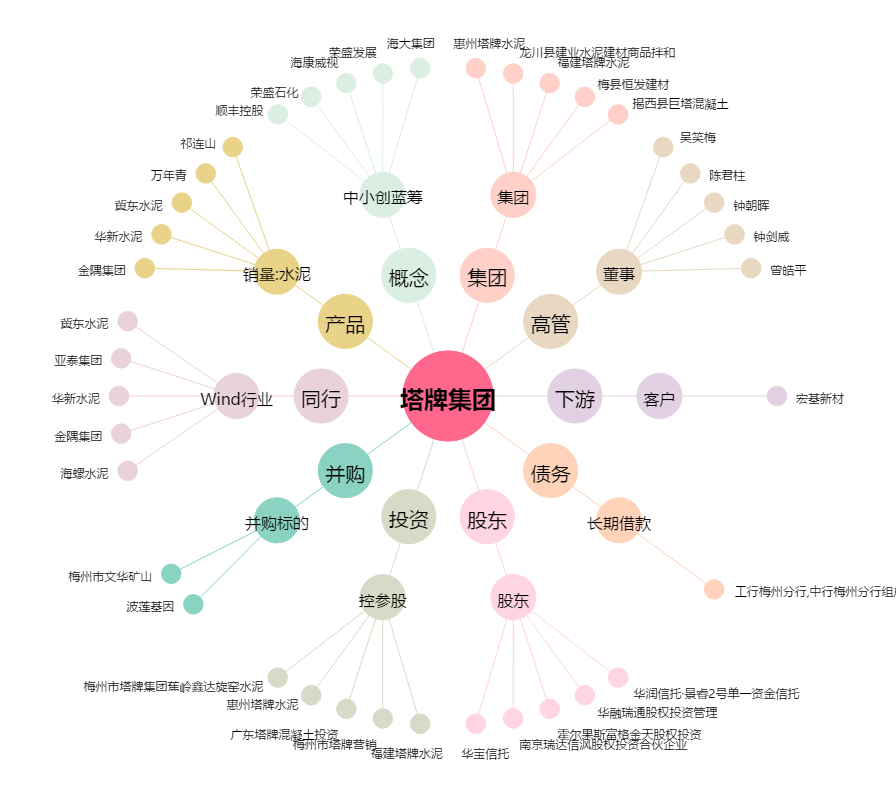 海大集团
惠州塔牌水泥
荣盛发展
龙川县建业水泥建材商品拌和
海康威视
福建塔牌水泥
荣盛石化
梅县恒发建材
顺丰控股
揭西县巨塔混凝土
祁连山
吴笑梅
万年青
陈君柱
中小创蓝筹
集团
冀东水泥
钟朝晖
华新水泥
钟剑威
金隅集团
销量:水泥
概念
集团
董事
曾皓平
产品
高管
冀东水泥
亚泰集团
华新水泥
Wind行业
同行
塔牌集团
下游
客户
宏基新材
金隅集团
海螺水泥
并购
债务
并购标的
投资
股东
长期借款
梅州市文华矿山
波莲基因
控参股
股东
工行梅州分行,中行梅州分行组
梅州市塔牌集团蕉岭鑫达旋窑水泥
华润信托·景睿2号单一资金信托
惠州塔牌水泥
华融瑞通股权投资管理
广东塔牌混凝土投资
霍尔果斯富格金天股权投资
梅州市塔牌营销
南京瑞达信沨股权投资合伙企业
福建塔牌水泥
华宝信托